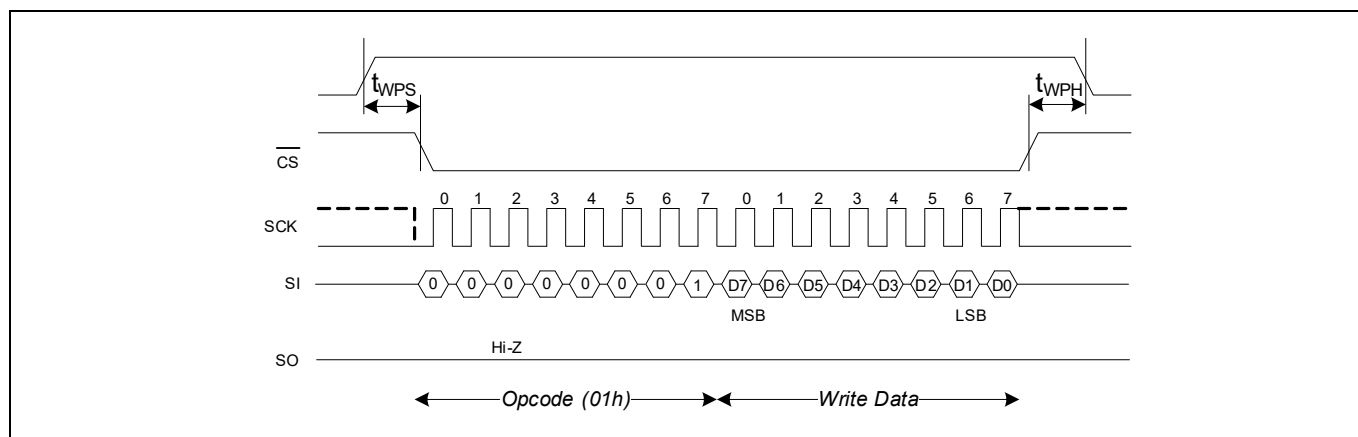 tWPS tWPH
CS
0 1 2 3 4 5 6 7 0 1 2 3 4 5 6 7
SCK
SI 0 0 0 0 0 0 0 1 D7 D6 D5 D4 D3 D2 D1 D0
MSB LSB
Hi-Z
SO
Opcode (01h) Write Data